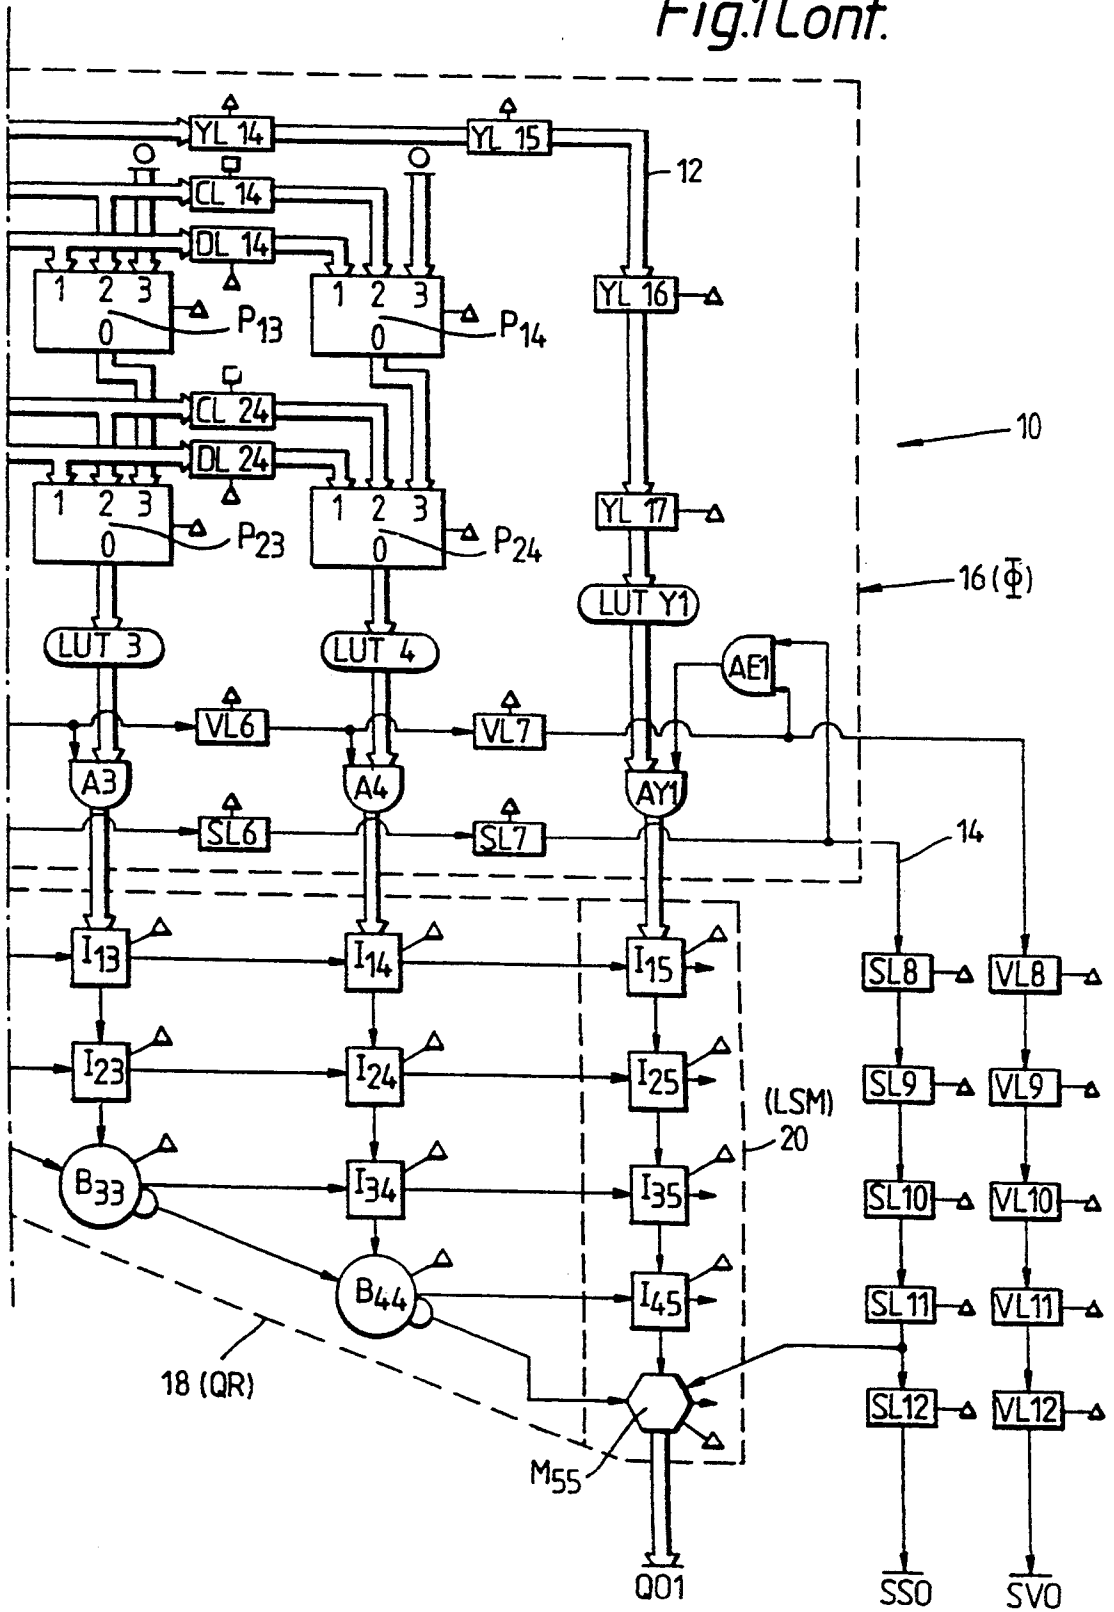 Fig.1Cont.
YL 14
YL 15
12
CL 14
DL 14
1 2 3
0
P13
1 2 3
0
P14
YL 16
CL 24
DL 24
10
1 2 3
0
P23
1 2 3
0
P24
YL 17
16(Φ)
LUT 3
LUT 4
LUT Y1
AE1
VL6
VL7
A3
A4
AY1
SL6
SL7
14
I13
I14
I15
SL8
VL8
I23
I24
I25
SL9
VL9
(LSM)
20
B33
I34
I35
SL10
VL10
B44
I45
SL11
VL11
18 (QR)
SL12
VL12
M55
QO1
SSO
SVO